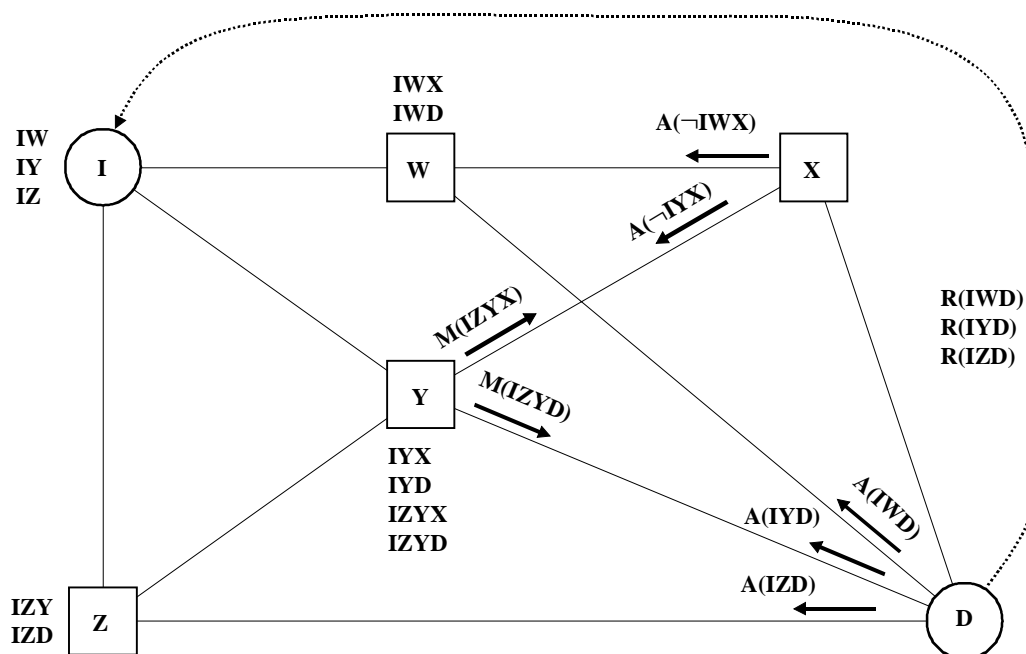 IWX
IWD
A(¬IWX)
IW
IY
IZ
I
W
X
A(¬IYX)
M(IZYX)
R(IWD)
R(IYD)
R(IZD)
Y
M(IZYD)
IYX
IYD
IZYX
IZYD
A(IWD)
A(IYD)
A(IZD)
IZY
IZD
Z
D